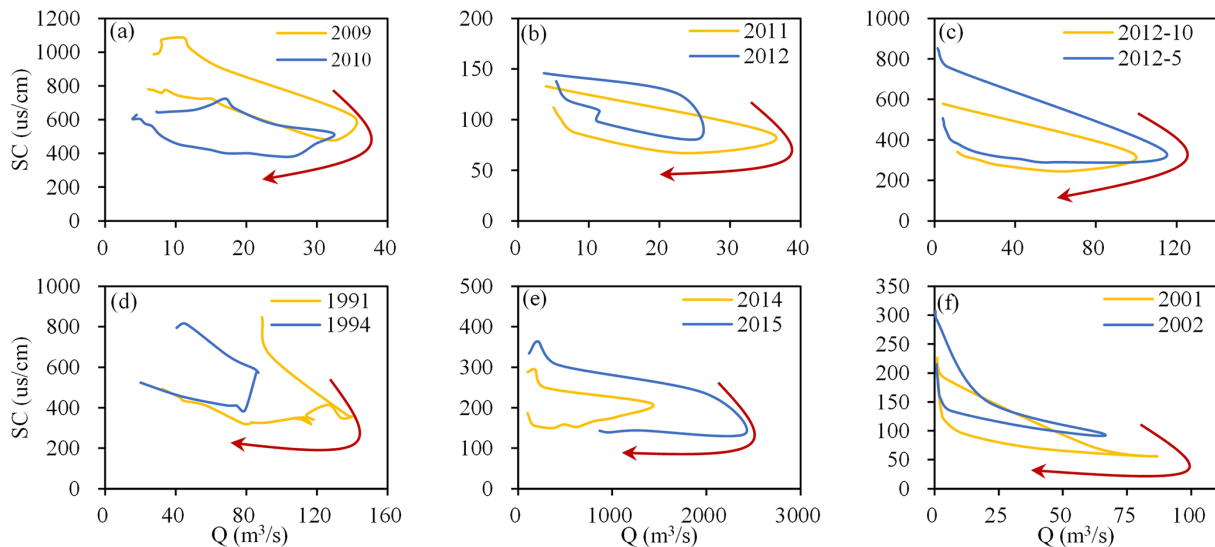 (a)
2009
2010
1200
1000
800
600
400
200
0
0 10 20 30 40
SC (us/cm)
(b)
2011
2012
200
150
100
50
0
0 10 20 30 40
(c)
2012-10
2012-5
1000
800
600
400
200
0
0 40 80 120
(d)
1991
1994
1000
800
600
400
200
0
0 40 80 120 160
SC (us/cm)
Q (m³/s)
(e)
2014
2015
500
400
300
200
100
0
0 1000 2000 3000
Q (m³/s)
(f)
2001
2002
350
300
250
200
150
100
50
0
0 25 50 75 100
Q (m³/s)